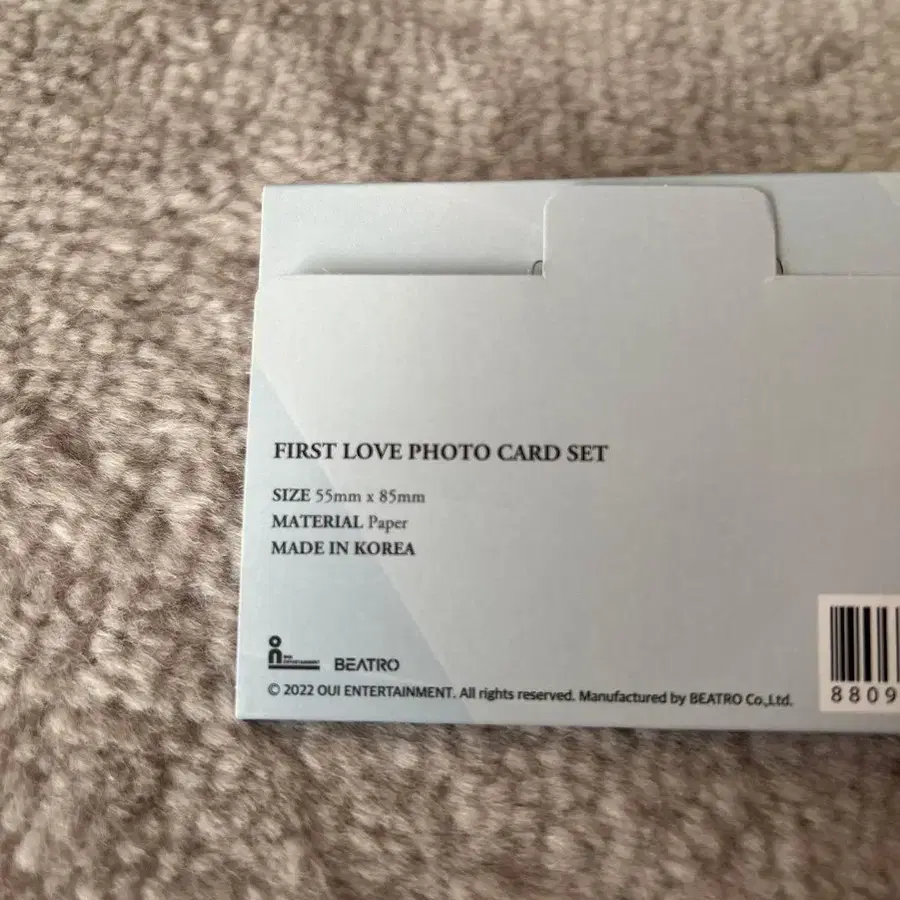 FIRST LOVE PHOTO CARD SET
SIZE 55mm x 85mm
MATERIAL Paper
MADE IN KOREA
ENTERTAINMENT BEATRO
© 2022 OUI ENTERTAINMENT. All rights reserved. Manufactured by BEATRO Co.,Ltd.
8809